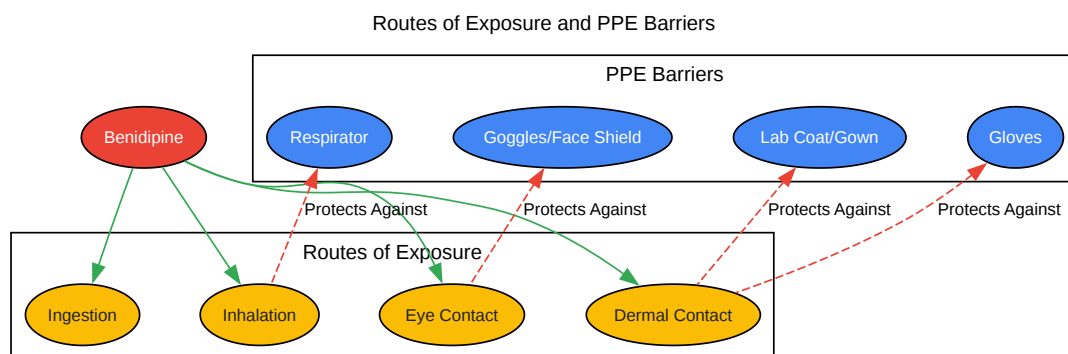 Routes of Exposure and PPE Barriers
PPE Barriers
Benidipine
Respirator
Goggles/Face Shield
Lab Coat/Gown
Gloves
Protects Against
Protects Against
Protects Against
Protects Against
Routes of Exposure
Ingestion
Inhalation
Eye Contact
Dermal Contact